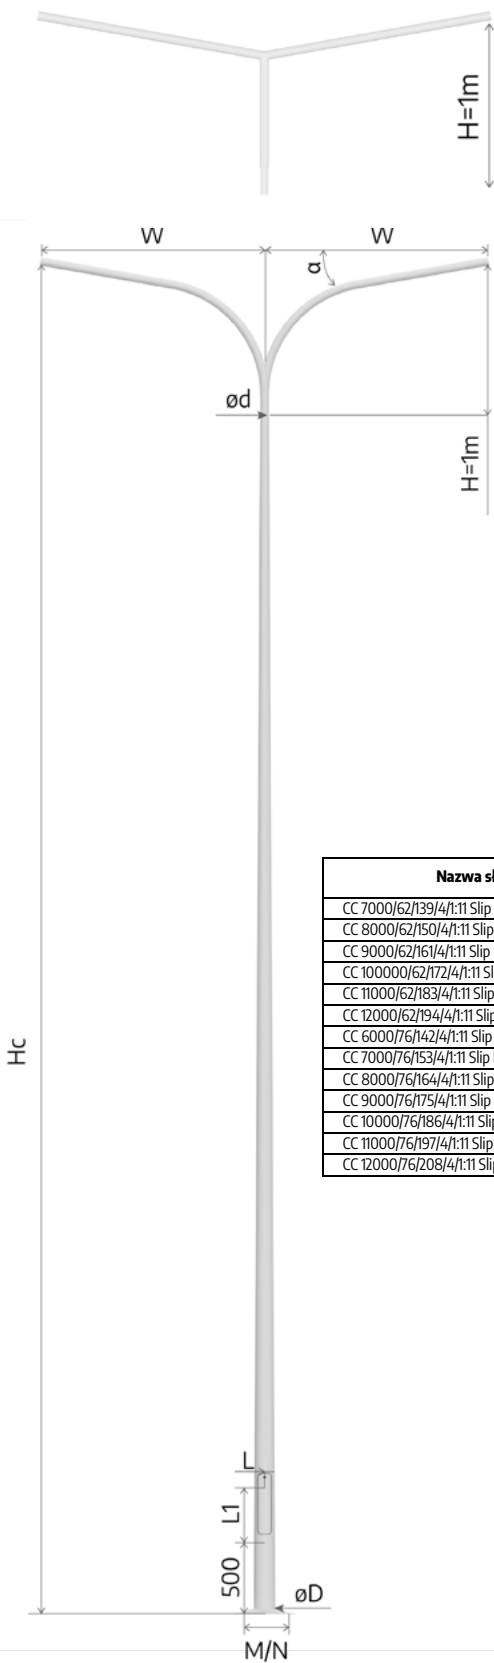 H=1m
W W
α
ød
H=1m
Nazwa sł
CC 7000/62/139/4/1:11 Slip
CC 8000/62/150/4/1:11 Slip
CC 9000/62/161/4/1:11 Slip
CC 100000/62/172/4/1:11 Sl
CC 11000/62/183/4/1:11 Slip
CC 12000/62/194/4/1:11 Slip
CC 6000/76/142/4/1:11 Slip
CC 7000/76/153/4/1:11 Slip
CC 8000/76/164/4/1:11 Slip
CC 9000/76/175/4/1:11 Slip
CC 10000/76/186/4/1:11 Slip
CC 11000/76/197/4/1:11 Slip
CC 12000/76/208/4/1:11 Slip
Hc
L
L1
500
øD
M/N